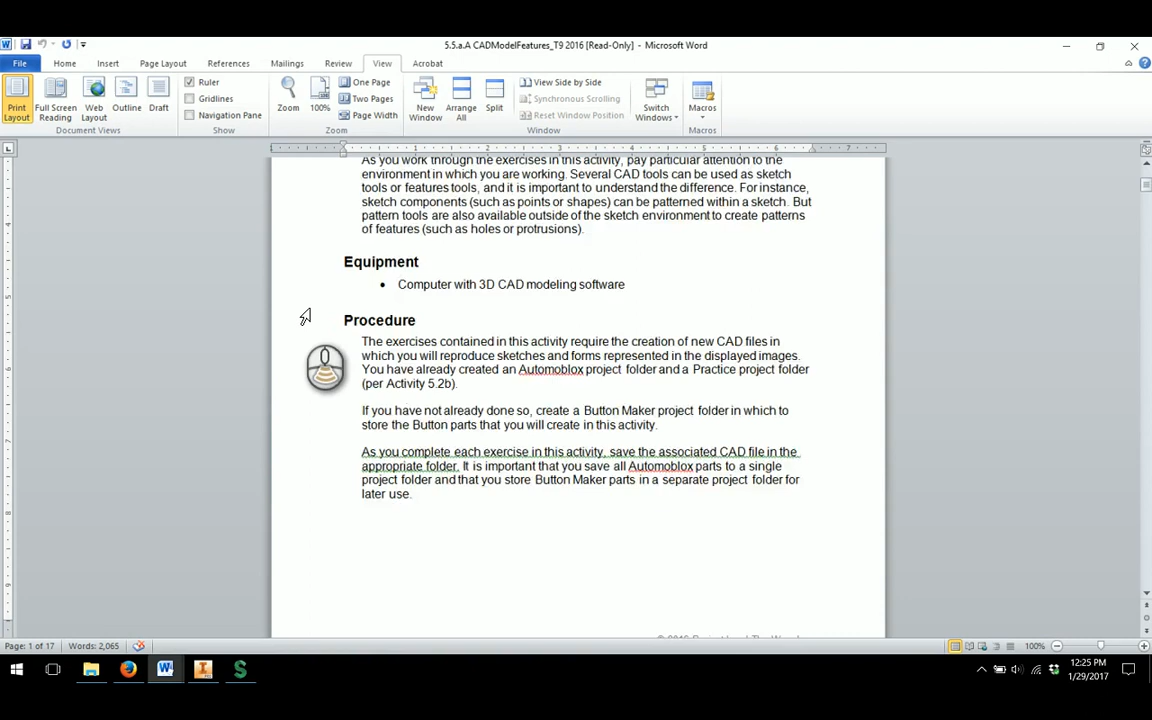 5.5.a.A CADModelFeatures_T9 2016 [Read-Only] - Microsoft Word
File Home Insert Page Layout References Mailings Review View Acrobat
Print Layout
Full Screen Reading
Web Layout
Outline
Draft
Document Views
Ruler
Gridlines
Navigation Pane
Show
Zoom
100%
One Page
Two Pages
Page Width
Zoom
New Window
Arrange All
Split
View Side by Side
Synchronous Scrolling
Reset Window Position
Window
Switch Windows
Macros
Macros
1 2 3 4 5 6 7
As you work through the exercises in this activity, pay particular attention to the
environment in which you are working. Several CAD tools can be used as sketch
tools or features tools, and it is important to understand the difference. For instance,
sketch components (such as points or shapes) can be patterned within a sketch. But
pattern tools are also available outside of the sketch environment to create patterns
of features (such as holes or protrusions).
Equipment
• Computer with 3D CAD modeling software
Procedure
The exercises contained in this activity require the creation of new CAD files in
which you will reproduce sketches and forms represented in the displayed images.
You have already created an Automoblox project folder and a Practice project folder
(per Activity 5.2b).
If you have not already done so, create a Button Maker project folder in which to
store the Button parts that you will create in this activity.
As you complete each exercise in this activity, save the associated CAD file in the
appropriate folder. It is important that you save all Automoblox parts to a single
project folder and that you store Button Maker parts in a separate project folder for
later use.
Page: 1 of 17 Words: 2,065 100%
12:25 PM
1/29/2017